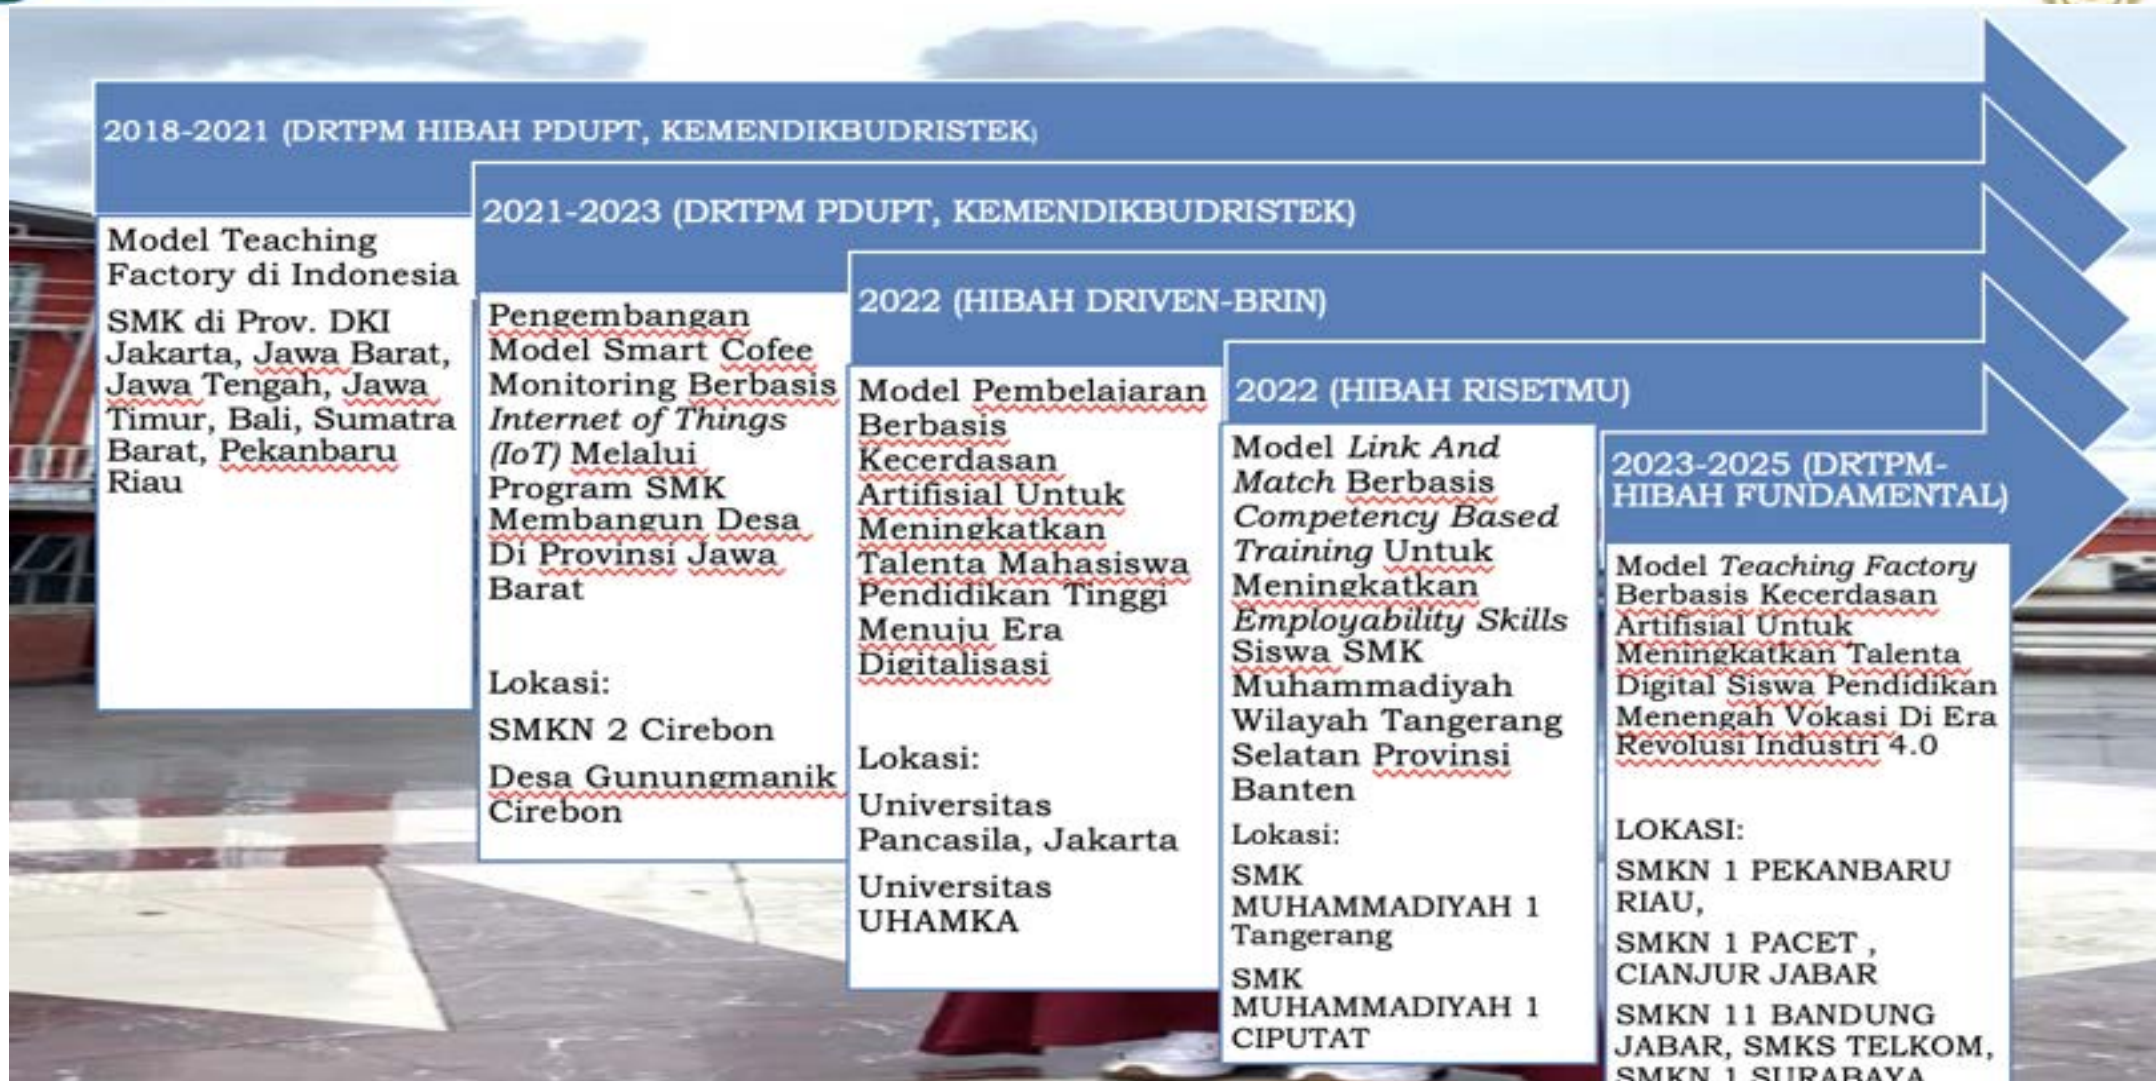 2018-2021 (DRTPM HIBAH PDUPT, KEMENDIKBUDRISTEK)
Model Teaching
Factory di Indonesia
SMK di Prov. DKI
Jakarta, Jawa Barat,
Jawa Tengah, Jawa
Timur, Bali, Sumatra
Barat, Pekanbaru
Riau
2021-2023 (DRTPM PDUPT, KEMENDIKBUDRISTEK)
Pengembangan
Model Smart Cofee
Monitoring Berbasis
Internet of Things
(IoT) Melalui
Program SMK
Membangun Desa
Di Provinsi Jawa
Barat
Lokasi:
SMKN 2 Cirebon
Desa Gunungmanik
Cirebon
2022 (HIBAH DRIVEN-BRIN)
Model Pembelajaran
Berbasis
Kecerdasan
Artifisial Untuk
Meningkatkan
Talenta Mahasiswa
Pendidikan Tinggi
Menuju Era
Digitalisasi
Lokasi:
Universitas
Pancasila, Jakarta
Universitas
UHAMKA
2022 (HIBAH RISETMU)
Model Link And
Match Berbasis
Competency Based
Training Untuk
Meningkatkan
Employability Skills
Siswa SMK
Muhammadiyah
Wilayah Tangerang
Selatan Provinsi
Banten
Lokasi:
SMK
MUHAMMADIYAH 1
Tangerang
SMK
MUHAMMADIYAH 1
CIPUTAT
2023-2025 (DRTPM-
HIBAH FUNDAMENTAL)
Model Teaching Factory
Berbasis Kecerdasan
Artifisial Untuk
Meningkatkan Talenta
Digital Siswa Pendidikan
Menengah Vokasi Di Era
Revolusi Industri 4.0
LOKASI:
SMKN 1 PEKANBARU
RIAU,
SMKN 1 PACET ,
CIANJUR JABAR
SMKN 11 BANDUNG
JABAR, SMKS TELKOM,
SMKN 1 SURABAYA